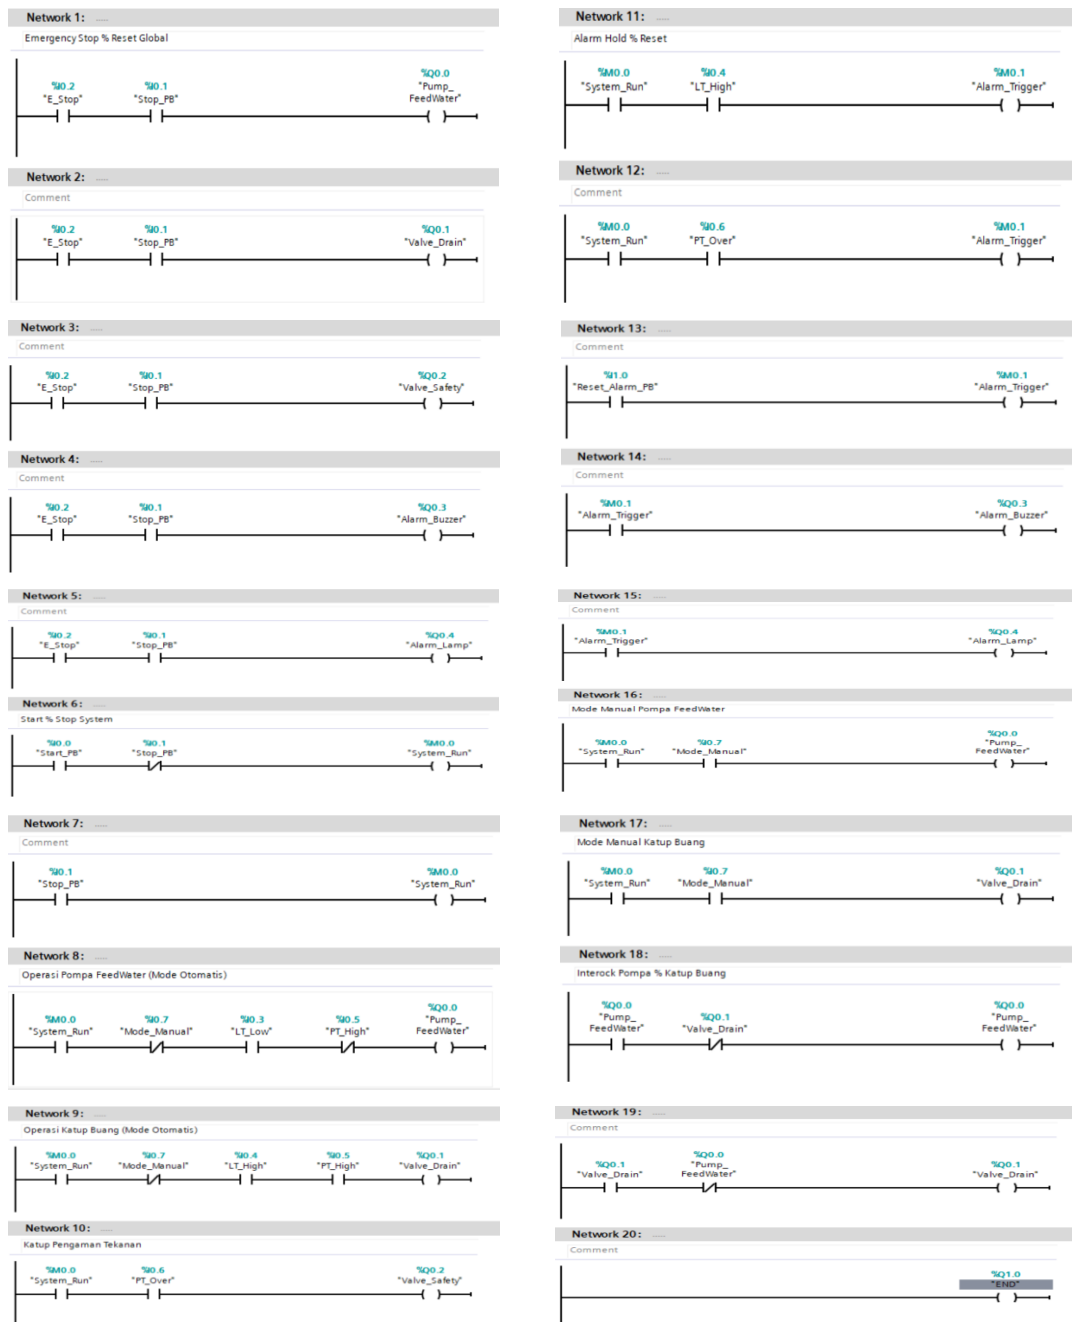 Network 1:
Emergency Stop % Reset Global
%Q0.0
%I0.2 %I0.1 "Pump_
"E_Stop" "Stop_PB" FeedWater"
Network 2:
Comment
%I0.2 %I0.1 %Q0.1
"E_Stop" "Stop_PB" "Valve_Drain"
Network 3:
Comment
%I0.2 %I0.1 %Q0.2
"E_Stop" "Stop_PB" "Valve_Safety"
Network 4:
Comment
%I0.2 %I0.1 %Q0.3
"E_Stop" "Stop_PB" "Alarm_Buzzer"
Network 5:
Comment
%I0.2 %I0.1 %Q0.4
"E_Stop" "Stop_PB" "Alarm_Lamp"
Network 6:
Start % Stop System
%I0.0 %I0.1 %M0.0
"Start_PB" "Stop_PB" "System_Run"
Network 7:
Comment
%I0.1 %M0.0
"Stop_PB" "System_Run"
Network 8:
Operasi Pompa FeedWater (Mode Otomatis)
%Q0.0
%M0.0 %I0.7 %I0.3 %I0.5 "Pump_
"System_Run" "Mode_Manual" "LT_Low" "PT_High" FeedWater"
Network 9:
Operasi Katup Buang (Mode Otomatis)
%M0.0 %I0.7 %I0.4 %I0.5 %Q0.1
"System_Run" "Mode_Manual" "LT_High" "PT_High" "Valve_Drain"
Network 10:
Katup Pengaman Tekanan
%M0.0 %I0.6 %Q0.2
"System_Run" "PT_Over" "Valve_Safety"
Network 11:
Alarm Hold % Reset
%M0.0 %I0.4 %M0.1
"System_Run" "LT_High" "Alarm_Trigger"
Network 12:
Comment
%M0.0 %I0.6 %M0.1
"System_Run" "PT_Over" "Alarm_Trigger"
Network 13:
Comment
%I1.0 %M0.1
"Reset_Alarm_PB" "Alarm_Trigger"
Network 14:
Comment
%M0.1 %Q0.3
"Alarm_Trigger" "Alarm_Buzzer"
Network 15:
Comment
%M0.1 %Q0.4
"Alarm_Trigger" "Alarm_Lamp"
Network 16:
Mode Manual Pompa FeedWater
%Q0.0
%M0.0 %I0.7 "Pump_
"System_Run" "Mode_Manual" FeedWater"
Network 17:
Mode Manual Katup Buang
%M0.0 %I0.7 %Q0.1
"System_Run" "Mode_Manual" "Valve_Drain"
Network 18:
Interock Pompa % Katup Buang
%Q0.0 %Q0.0
"Pump_ %Q0.1 "Pump_
FeedWater" "Valve_Drain" FeedWater"
Network 19:
Comment
%Q0.0
%Q0.1 "Pump_ %Q0.1
"Valve_Drain" FeedWater" "Valve_Drain"
Network 20:
Comment
%Q1.0
"END"